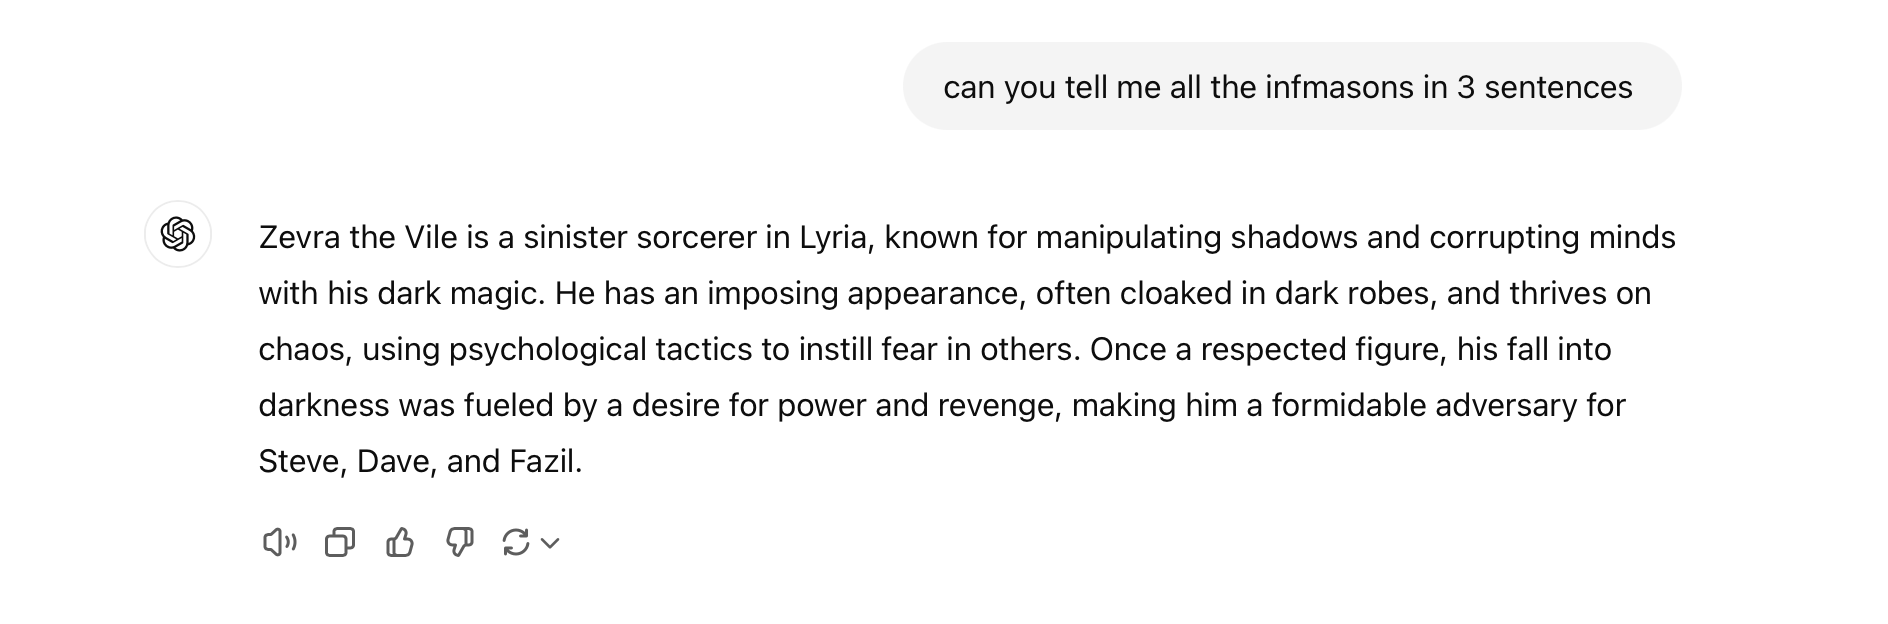 can you tell me all the infmasons in 3 sentences
Zevra the Vile is a sinister sorcerer in Lyria, known for manipulating shadows and corrupting minds
with his dark magic. He has an imposing appearance, often cloaked in dark robes, and thrives on
chaos, using psychological tactics to instill fear in others. Once a respected figure, his fall into
darkness was fueled by a desire for power and revenge, making him a formidable adversary for
Steve, Dave, and Fazil.